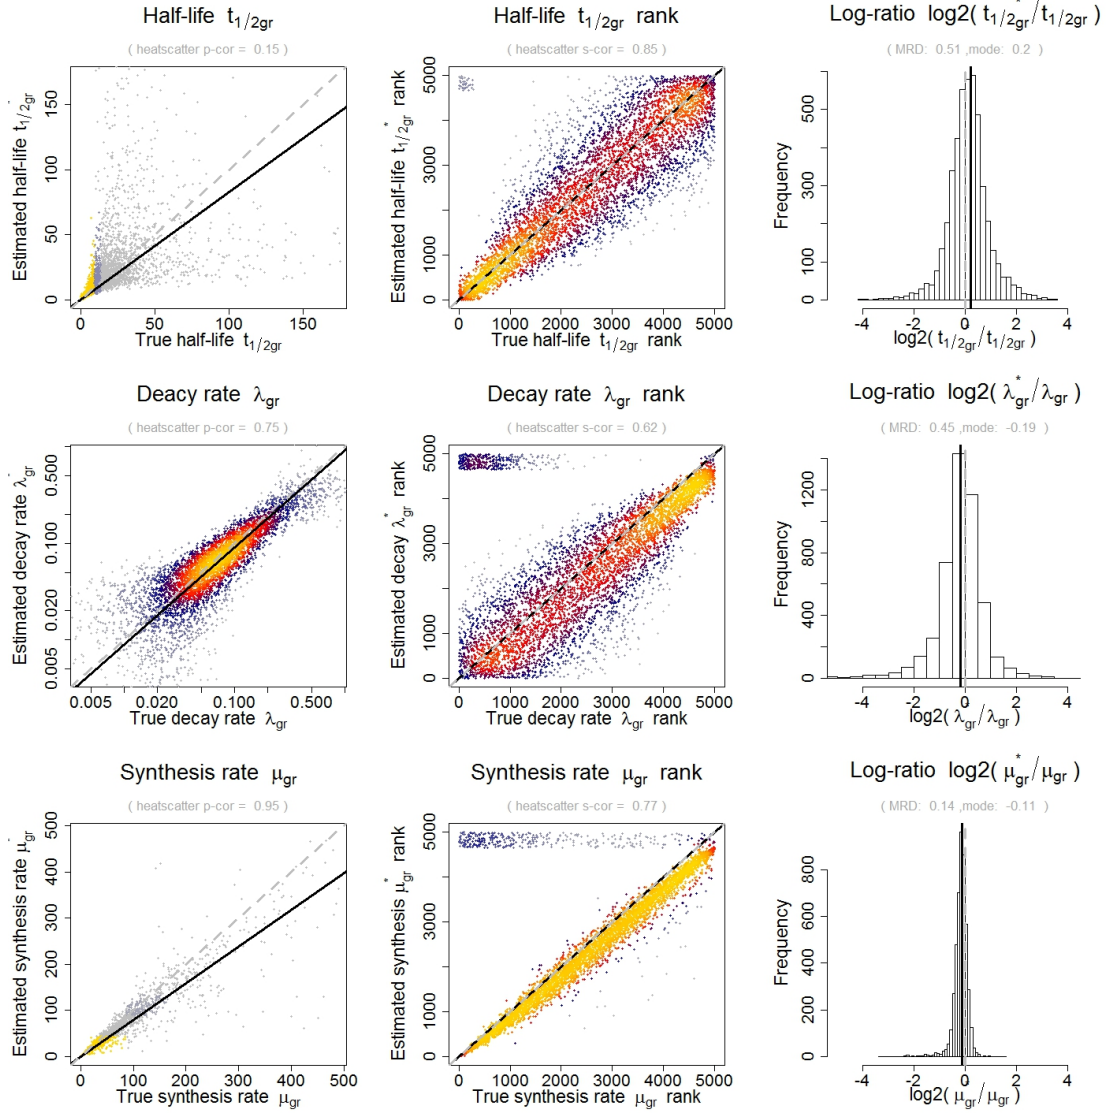 Half-life t1/2gr
( heatscatter p-cor = 0.15 )
Estimated half-life t*1/2gr
150
100
50
0
0 50 100 150
True half-life t1/2gr
Half-life t1/2gr rank
( heatscatter s-cor = 0.85 )
Estimated half-life t*1/2gr rank
5000
3000
1000
0
0 1000 2000 3000 4000 5000
True half-life t1/2gr rank
Log-ratio log2( t*1/2gr/t1/2gr )
( MRD: 0.51 ,mode: 0.2 )
Frequency
500
300
100
0
-4 -2 0 2 4
log2( t1/2gr/t1/2gr )
Deacy rate λgr
( heatscatter p-cor = 0.75 )
Estimated decay rate λ*gr
0.500
0.100
0.020
0.005
0.005 0.020 0.100 0.500
True decay rate λgr
Decay rate λgr rank
( heatscatter s-cor = 0.62 )
Estimated decay λ*gr rank
5000
3000
1000
0
0 1000 2000 3000 4000 5000
True decay rate λgr rank
Log-ratio log2( λ*gr/λgr )
( MRD: 0.45 ,mode: -0.19 )
Frequency
1200
800
400
0
-4 -2 0 2 4
log2( λgr/λgr )
Synthesis rate μgr
( heatscatter p-cor = 0.95 )
Estimated synthesis rate μ*gr
500
400
300
200
100
0
0 100 200 300 400 500
True synthesis rate μgr
Synthesis rate μgr rank
( heatscatter s-cor = 0.77 )
Estimated synthesis μ*gr rank
5000
3000
1000
0
0 1000 2000 3000 4000 5000
True synthesis rate μgr rank
Log-ratio log2( μ*gr/μgr )
( MRD: 0.14 ,mode: -0.11 )
Frequency
800
600
400
200
0
-4 -2 0 2 4
log2( μgr/μgr )